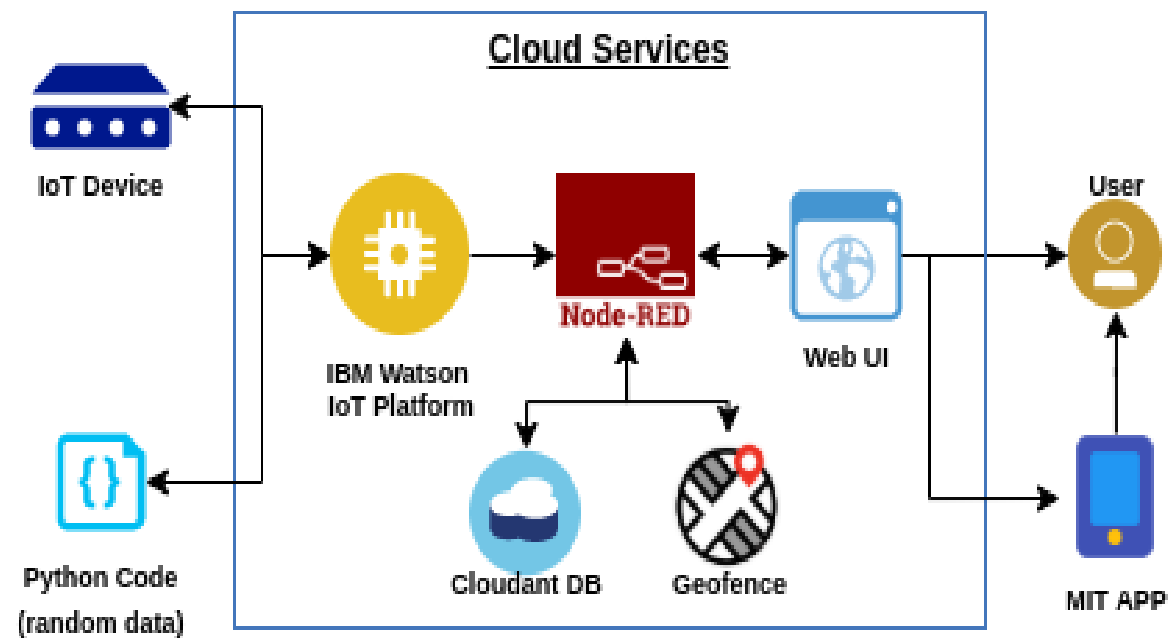 Cloud Services
IoT Device
User
Node-RED
Web UI
IBM Watson
IoT Platform
{ }
Python Code
(random data)
Cloudant DB
Geofence
MIT APP